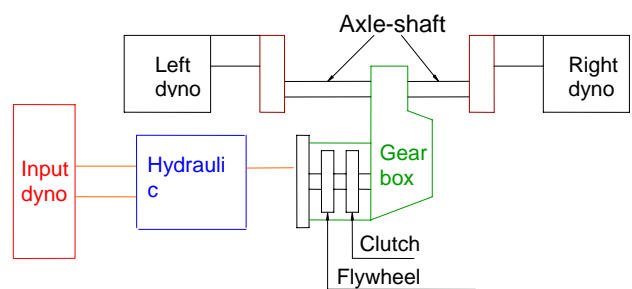 Axle-shaft
Left
dyno
Right
dyno
Input
dyno
Hydrauli
c
Gear
box
Clutch
Flywheel